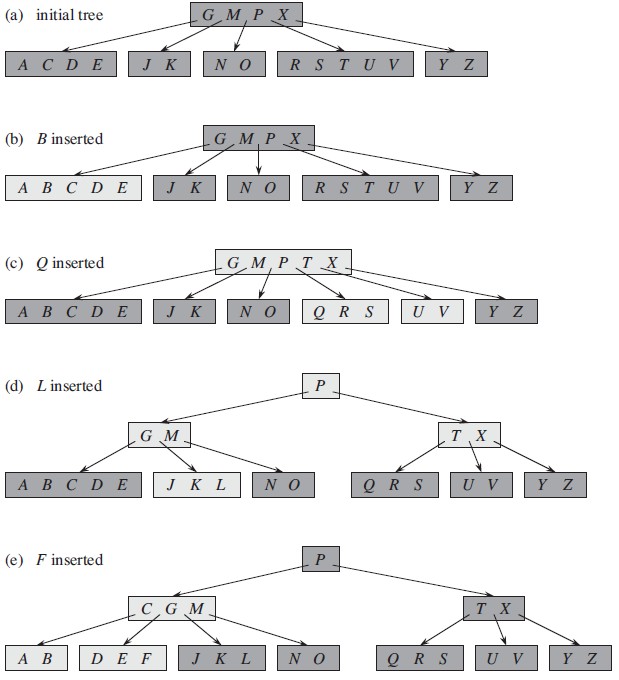 (a) initial tree
G M P X
A C D E J K N O R S T U V Y Z
(b) B inserted
G M P X
A B C D E J K N O R S T U V Y Z
(c) Q inserted
G M P T X
A B C D E J K N O Q R S U V Y Z
(d) L inserted
P
G M T X
A B C D E J K L N O Q R S U V Y Z
(e) F inserted
P
C G M T X
A B D E F J K L N O Q R S U V Y Z